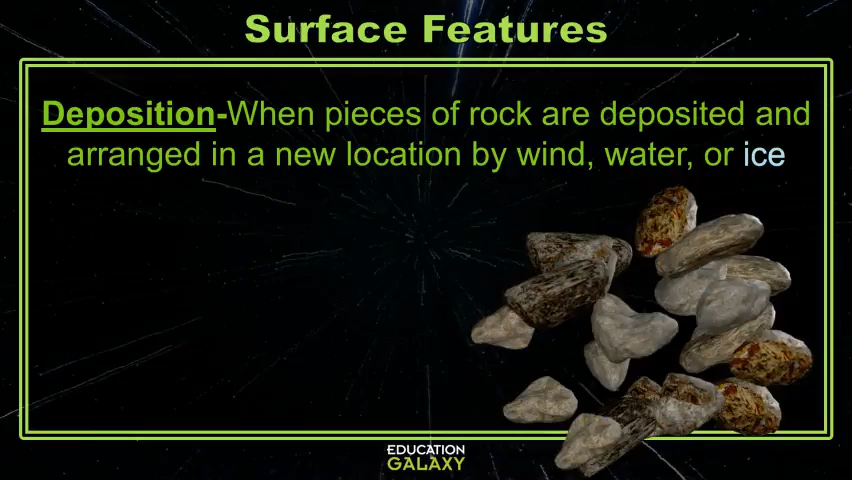 Surface Features
Deposition-When pieces of rock are deposited and
arranged in a new location by wind, water, or ice
EDUCATION
GALAXY